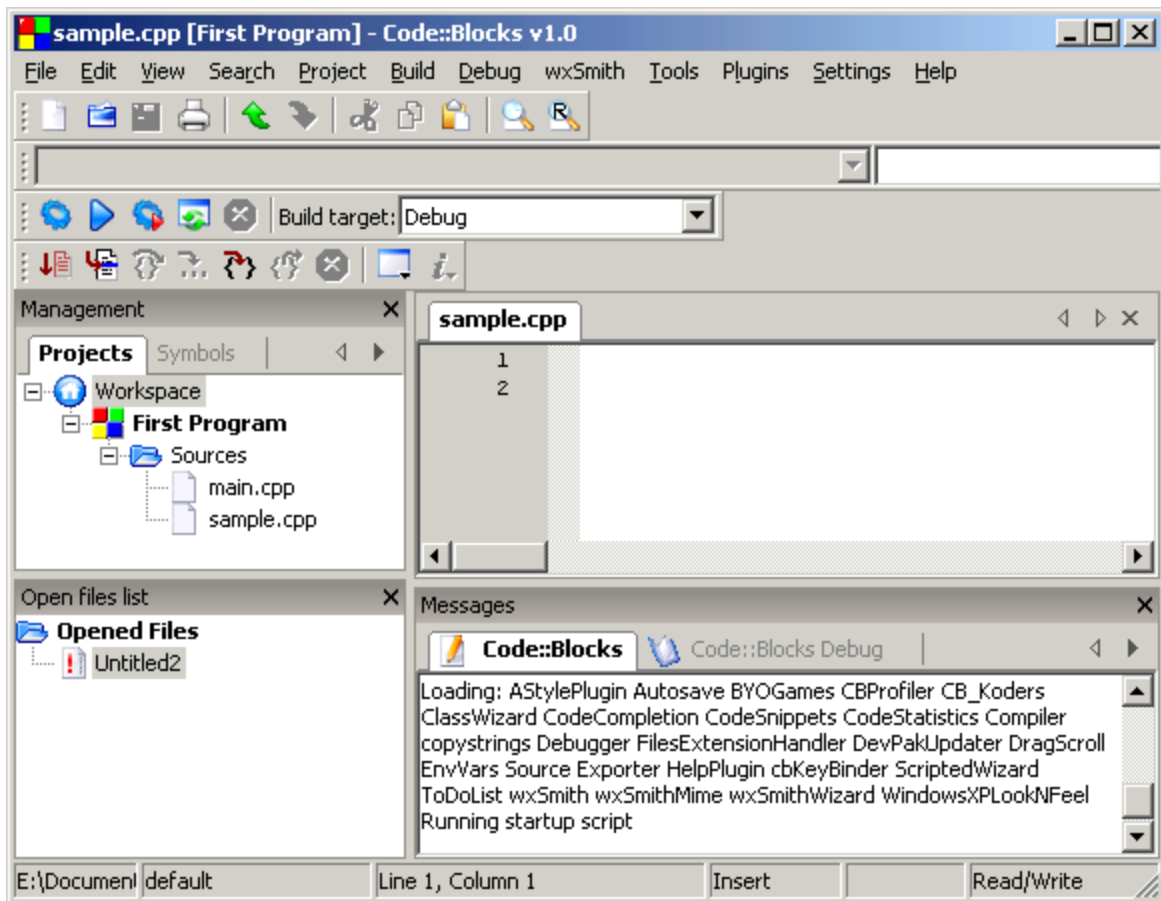 sample.cpp [First Program] - Code::Blocks v1.0
File Edit View Search Project Build Debug wxSmith Tools Plugins Settings Help
R
Build target: Debug
Management
Projects Symbols
Workspace
First Program
Sources
main.cpp
sample.cpp
sample.cpp
1
2
Open files list
Opened Files
Untitled2
Messages
Code::Blocks Code::Blocks Debug
Loading: AStylePlugin Autosave BYOGames CBProfiler CB_Koders
ClassWizard CodeCompletion CodeSnippets CodeStatistics Compiler
copystrings Debugger FilesExtensionHandler DevPakUpdater DragScroll
EnvVars Source Exporter HelpPlugin cbKeyBinder ScriptedWizard
ToDoList wxSmith wxSmithMime wxSmithWizard WindowsXPLookNFeel
Running startup script
E:\Document default Line 1, Column 1 Insert Read/Write